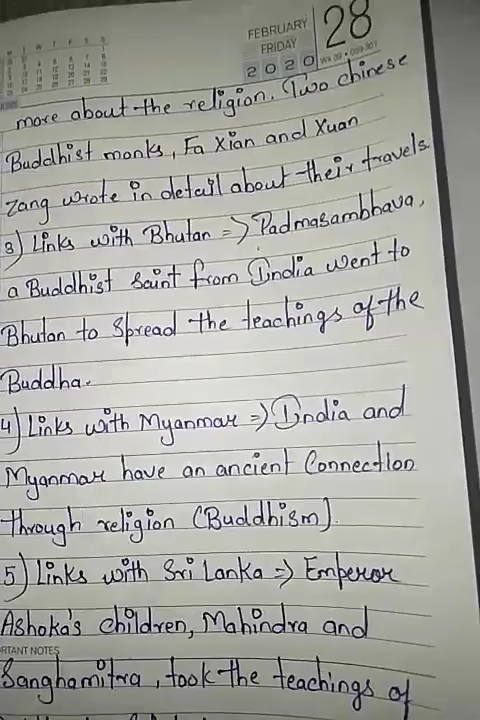 FEBRUARY 28
FRIDAY
2020
more about the religion. Two chinese
Buddhist monks, Fa Xian and Xuan
zang wrote in detail about their travels.
3) Links with Bhutan => Padmasambhava,
a Buddhist Saint from India went to
Bhutan to Spread the teachings of the
Buddha.
4) Links with Myanmar => India and
Myanmar have an ancient Connection
through religion (Buddhism).
5) Links with Sri Lanka => Emperor
Ashoka's children, Mahindra and
RTANT NOTES
Sanghamitra, took the teachings of